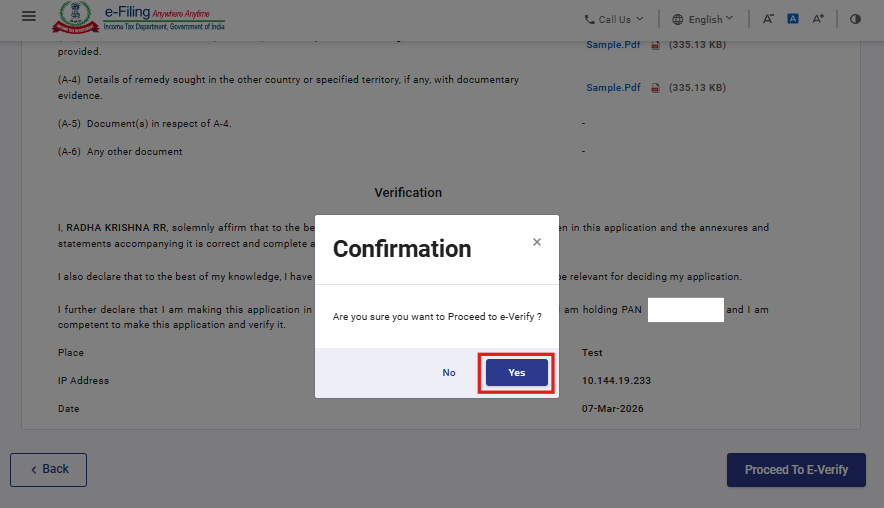 e-Filing Anywhere Anytime
Income Tax Department, Government of India
Call Us
English
A-
A
A+
provided.
Sample.Pdf (335.13 KB)
(A-4) Details of remedy sought in the other country or specified territory, if any, with documentary
evidence.
Sample.Pdf (335.13 KB)
(A-5) Document(s) in respect of A-4.
-
(A-6) Any other document
-
Verification
I, RADHA KRISHNA RR, solemnly affirm that to the be
en in this application and the annexures and
statements accompanying it is correct and complete a
I also declare that to the best of my knowledge, I have
be relevant for deciding my application.
I further declare that I am making this application in
am holding PAN
and I am
competent to make this application and verify it.
Confirmation
×
Are you sure you want to Proceed to e-Verify ?
No
Yes
Place
Test
IP Address
10.144.19.233
Date
07-Mar-2026
< Back
Proceed To E-Verify